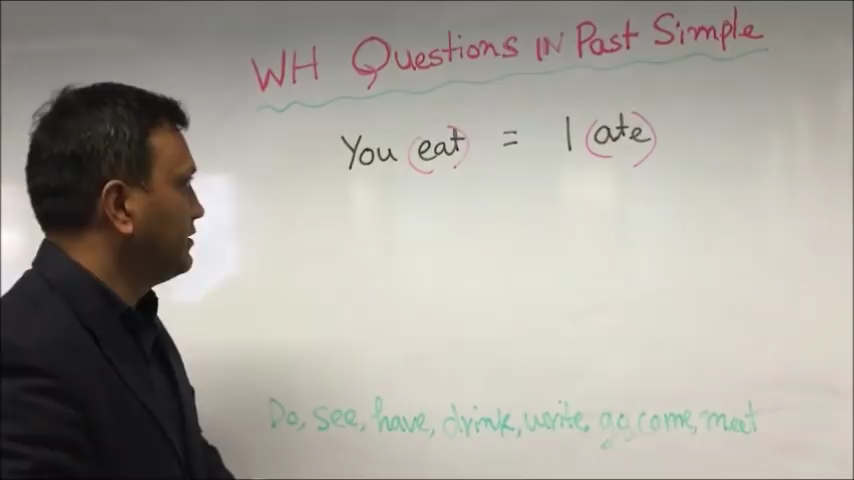 WH Questions IN Past Simple
You (eat) = I (ate)
Do, see, have, drink, write, go, come, meet